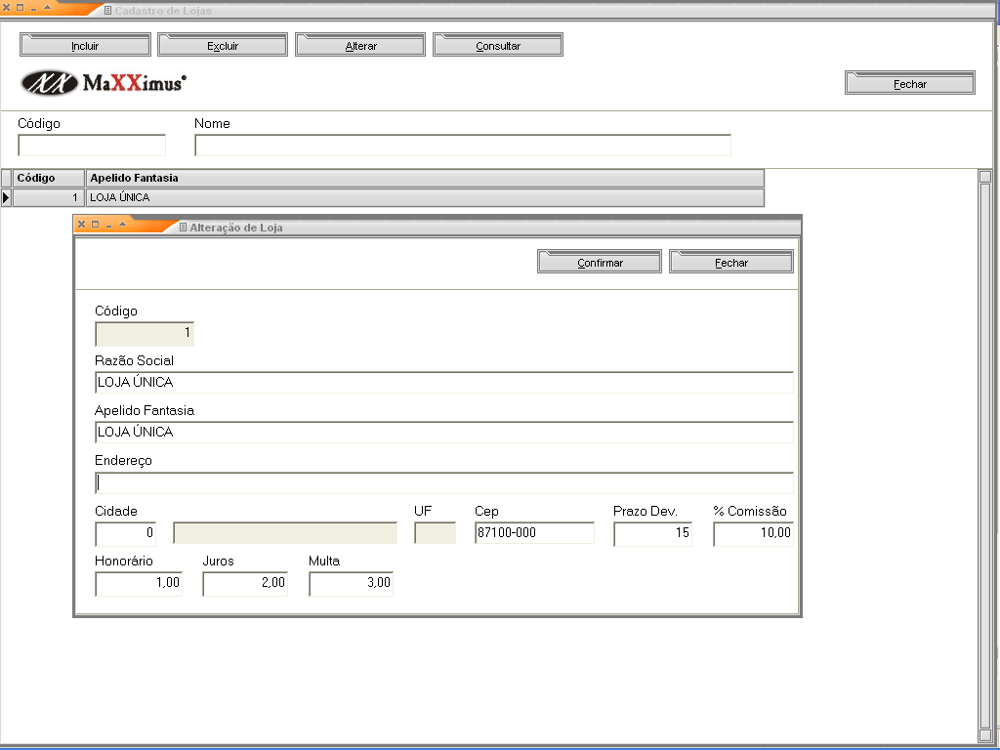 Cadastro de Lojas
Incluir Excluir Alterar Consultar
XX MaXXimus
Fechar
Código Nome
Código Apelido Fantasia
1 LOJA ÚNICA
Alteração de Loja
Confirmar Fechar
Código
1
Razão Social
LOJA ÚNICA
Apelido Fantasia
LOJA ÚNICA
Endereço
Cidade UF Cep Prazo Dev. % Comissão
0 87100-000 15 10,00
Honorário Juros Multa
1,00 2,00 3,00